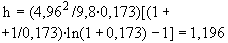 h = (4,96² /9,8·0,173)[(1 +
+1/0,173)·ln(1 + 0,173) −1] = 1,196